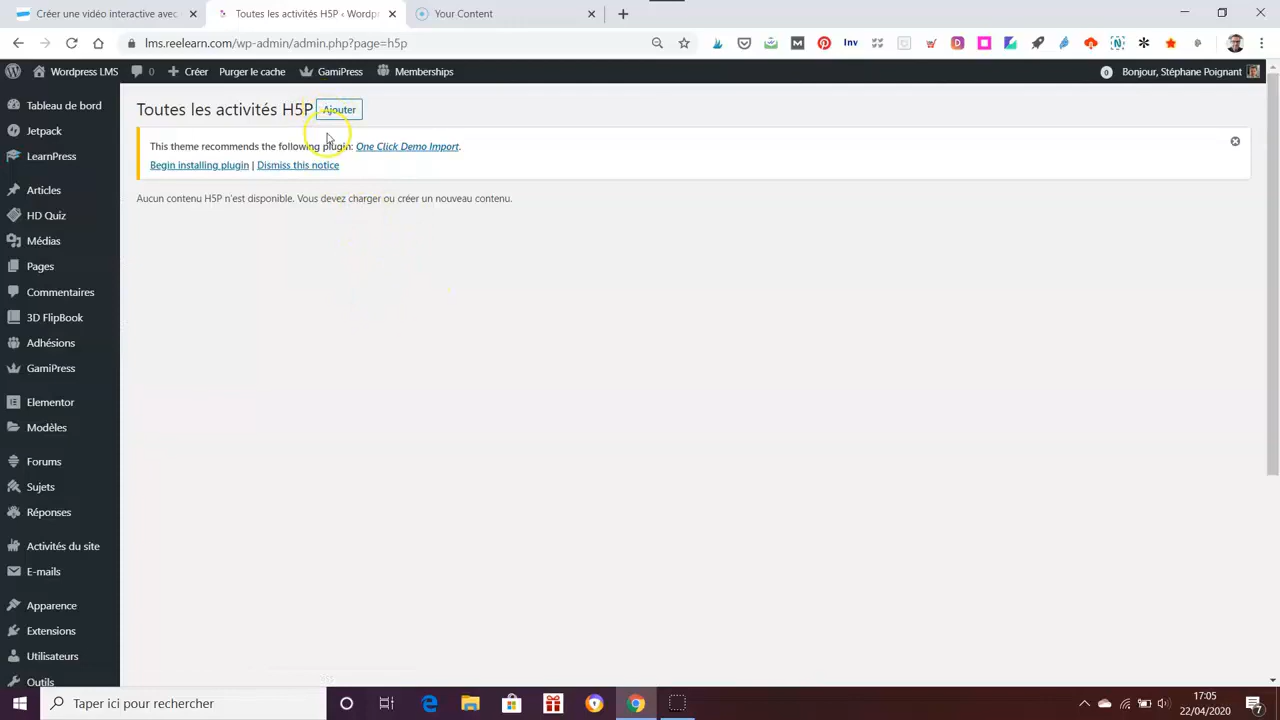 Créer une vidéo interactive avec
Toutes les activités H5P ‹ Wordpr
Your Content
lms.reelearn.com/wp-admin/admin.php?page=h5p
Inv
Wordpress LMS
0
Créer
Purger le cache
GamiPress
Memberships
0
Bonjour, Stéphane Poignant
Tableau de bord
Jetpack
LearnPress
Articles
HD Quiz
Médias
Pages
Commentaires
3D FlipBook
Adhésions
GamiPress
Elementor
Modèles
Forums
Sujets
Réponses
Activités du site
E-mails
Apparence
Extensions
Utilisateurs
Outils
Toutes les activités H5P Ajouter
This theme recommends the following plugin: One Click Demo Import.
Begin installing plugin | Dismiss this notice
Aucun contenu H5P n'est disponible. Vous devez charger ou créer un nouveau contenu.
Taper ici pour rechercher
17:05
22/04/2020
7